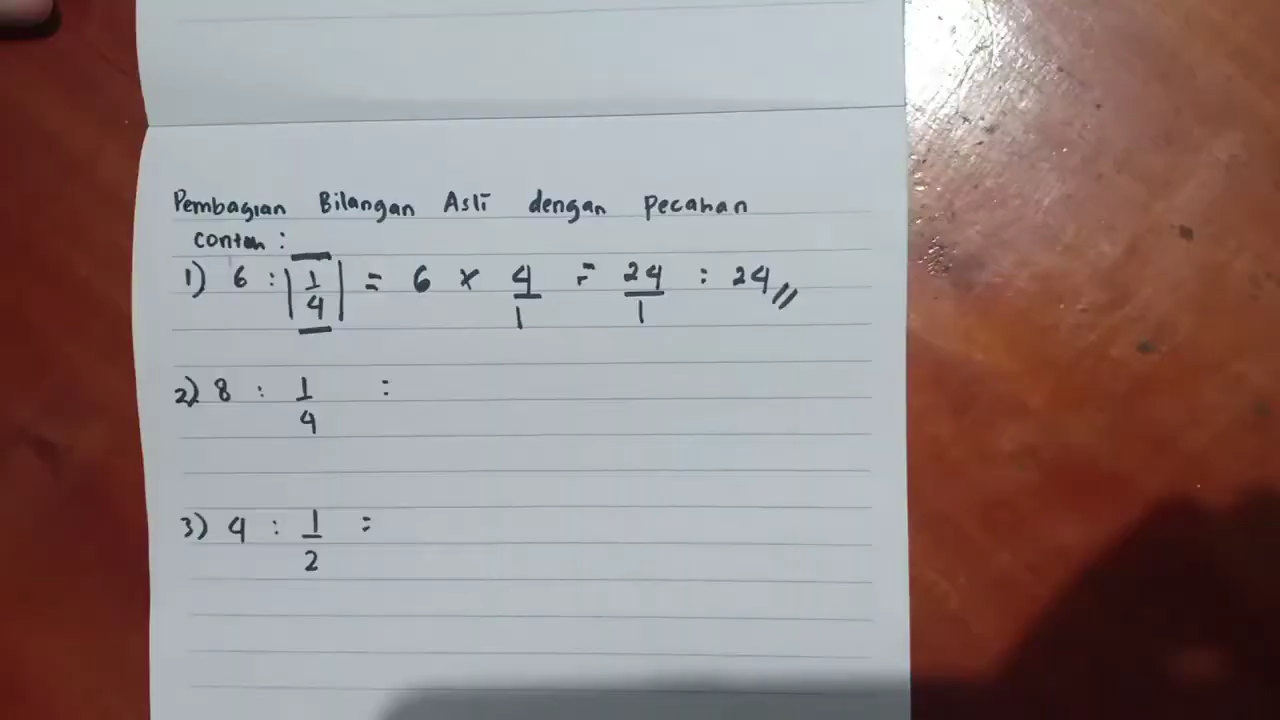 Pembagian Bilangan Asli dengan Pecahan
Contoh :
1) 6 : |1/4| = 6 x 4/1 = 24/1 : 24 //
2) 8 : 1/4 :
3) 4 : 1/2 =